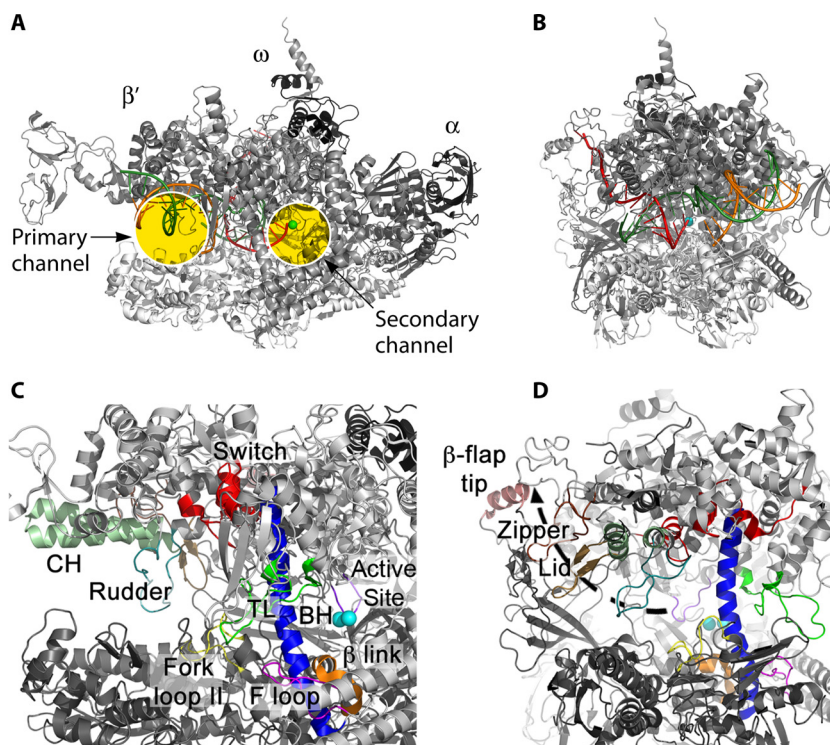 A
B
ω
β′
α
Primary
channel
Secondary
channel
C
D
Switch
β-flap
tip
Zipper
CH
Lid
Rudder
Active
Site
TL
BH
β link
Fork
loop II
F loop